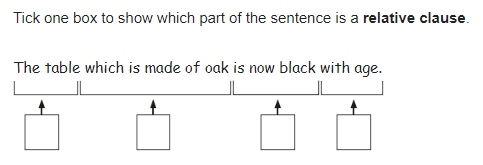 Tick one box to show which part of the sentence is a relative clause.
The table which is made of oak is now black with age.